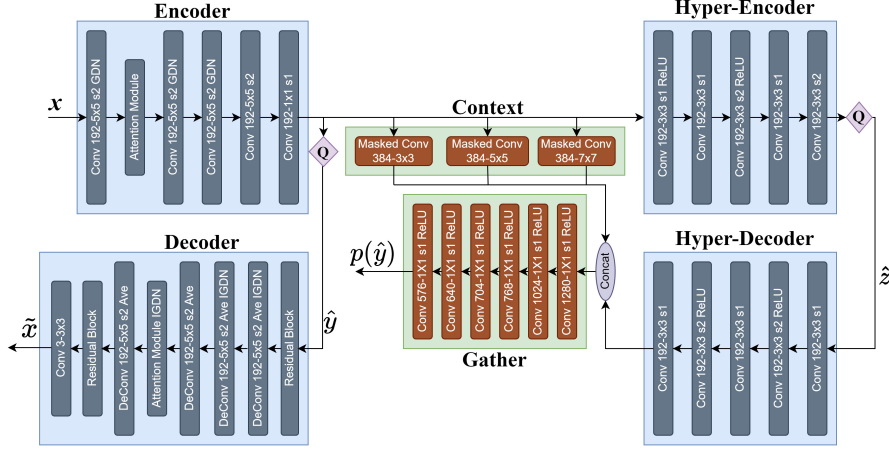 Encoder
x
Conv 192-5x5 s2 GDN
Attention Module
Conv 192-5x5 s2 GDN
Conv 192-5x5 s2 GDN
Conv 192-5x5 s2
Conv 192-1x1 s1
Q
Context
Masked Conv
384-3x3
Masked Conv
384-5x5
Masked Conv
384-7x7
Hyper-Encoder
Conv 192-3x3 s1 ReLU
Conv 192-3x3 s1
Conv 192-3x3 s2 ReLU
Conv 192-3x3 s1
Conv 192-3x3 s2
Q
Decoder
x̃
Conv 3-3x3
Residual Block
DeConv 192-5x5 s2 Ave
Attention Module IGDN
DeConv 192-5x5 s2 Ave
DeConv 192-5x5 s2 Ave IGDN
DeConv 192-5x5 s2 Ave IGDN
Residual Block
ŷ
p(ŷ)
Conv 576-1X1 s1 ReLU
Conv 640-1X1 s1 ReLU
Conv 704-1X1 s1 ReLU
Conv 768-1X1 s1 ReLU
Conv 1024-1X1 s1 ReLU
Conv 1280-1X1 s1 ReLU
Gather
Concat
Hyper-Decoder
Conv 192-3x3 s1
Conv 192-3x3 s2 ReLU
Conv 192-3x3 s1
Conv 192-3x3 s2 ReLU
Conv 192-3x3 s1
ẑ